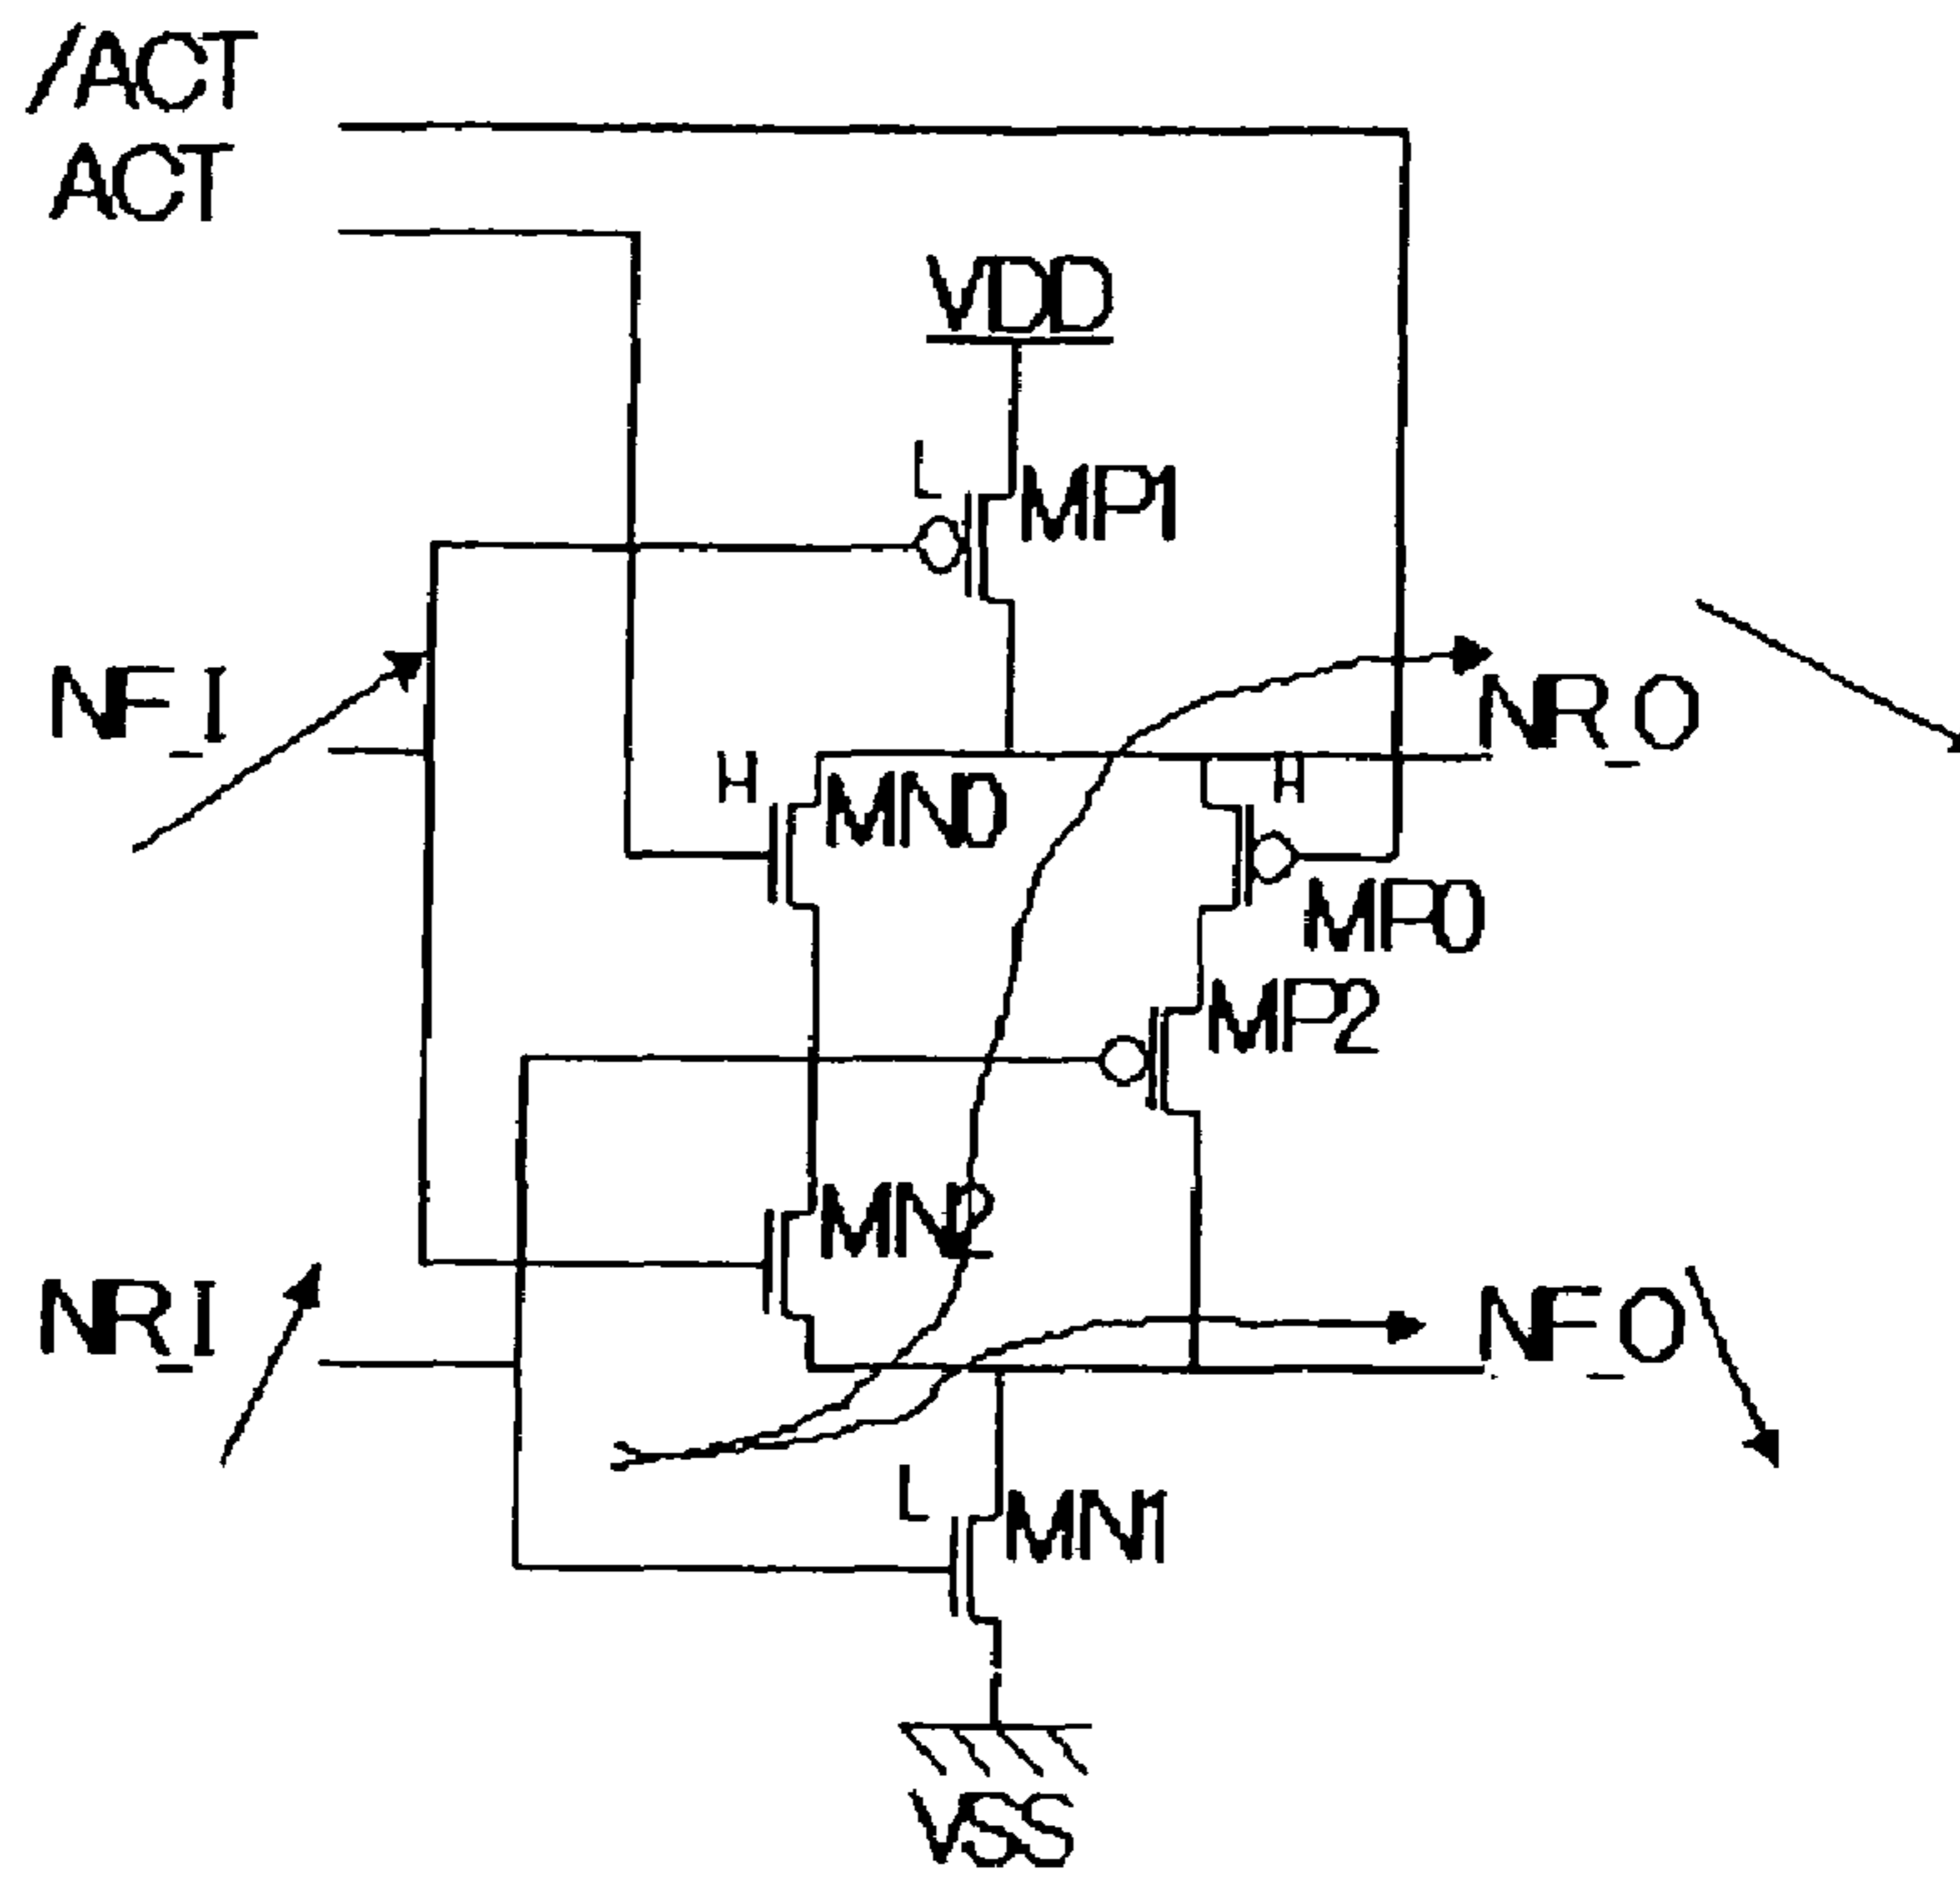 /ACT
ACT
VDD
L
MP1
NF_I
NR_O
H
MN0
H
MP0
MP2
MN2
NR_I
NF_O
L
MN1
VSS